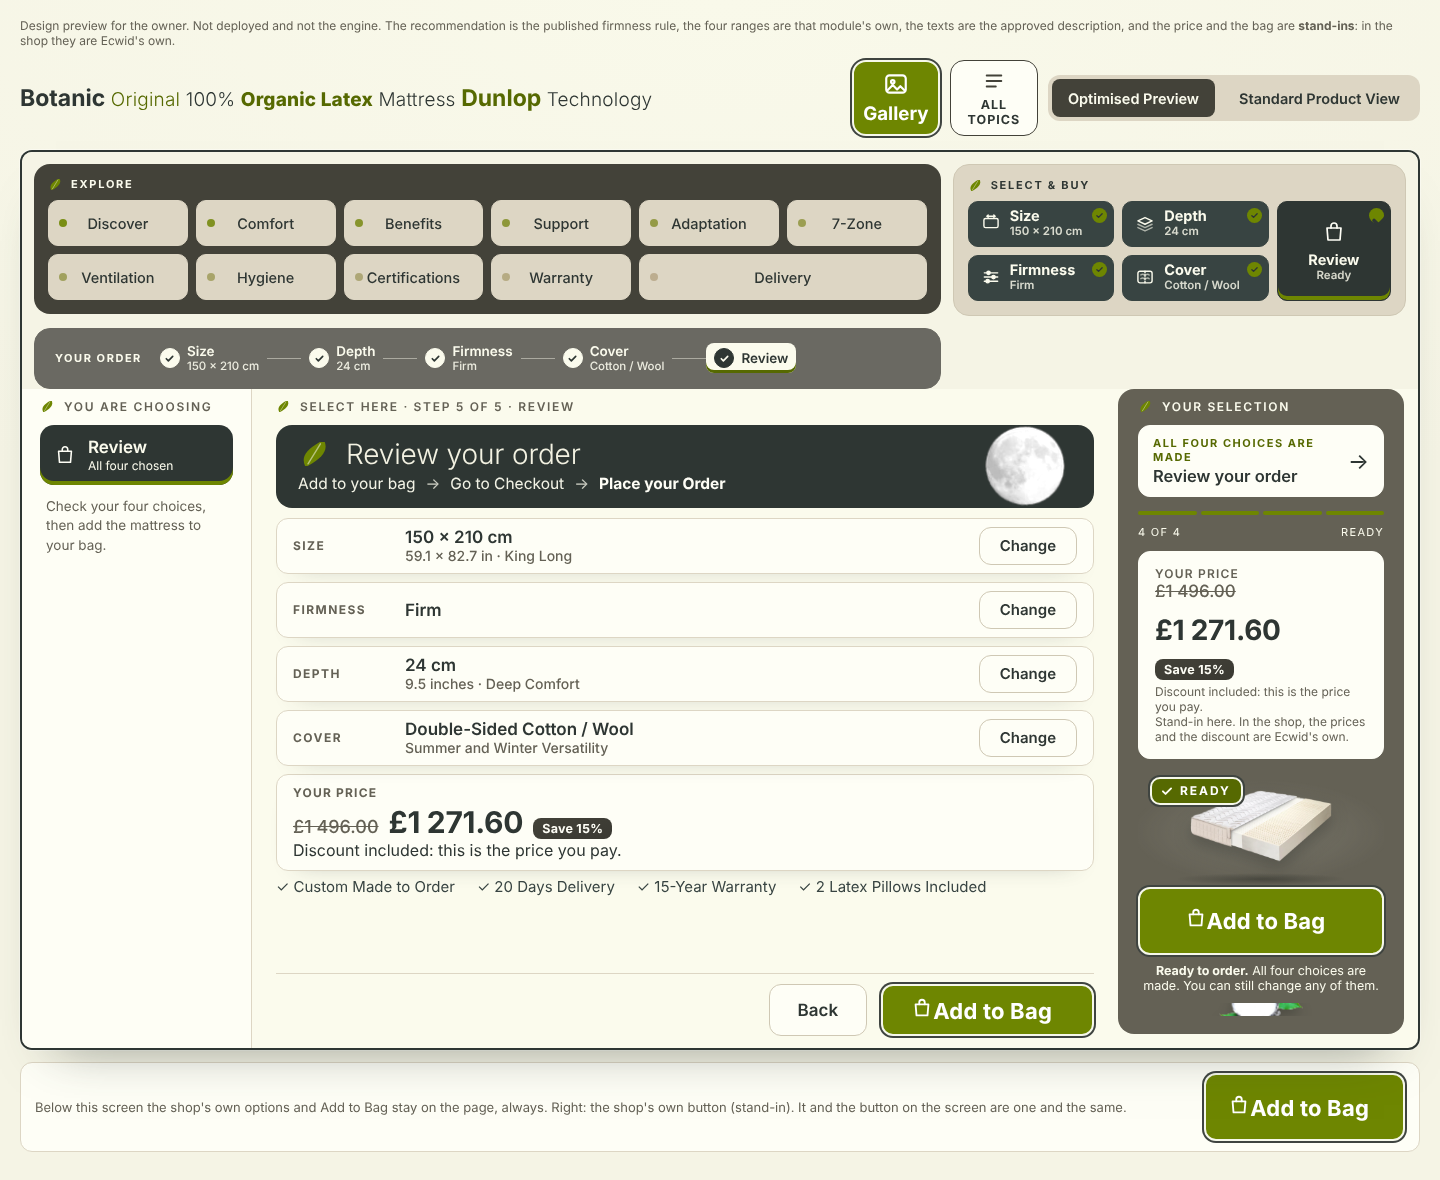 Design preview for the owner. Not deployed and not the engine. The recommendation is the published firmness rule, the four ranges are that module's own, the texts are the approved description, and the price and the bag are stand-ins: in the
shop they are Ecwid's own.
Botanic Original 100% Organic Latex Mattress Dunlop Technology
Gallery
ALL
TOPICS
Optimised Preview
Standard Product View
EXPLORE
Discover
Comfort
Benefits
Support
Adaptation
7-Zone
Ventilation
Hygiene
Certifications
Warranty
Delivery
SELECT & BUY
Size
150 × 210 cm
Depth
24 cm
Firmness
Firm
Cover
Cotton / Wool
Review
Ready
YOUR ORDER
Size
150 × 210 cm
Depth
24 cm
Firmness
Firm
Cover
Cotton / Wool
Review
YOU ARE CHOOSING
Review
All four chosen
Check your four choices,
then add the mattress to
your bag.
SELECT HERE · STEP 5 OF 5 · REVIEW
Review your order
Add to your bag → Go to Checkout → Place your Order
SIZE
150 × 210 cm
59.1 × 82.7 in · King Long
Change
FIRMNESS
Firm
Change
DEPTH
24 cm
9.5 inches · Deep Comfort
Change
COVER
Double-Sided Cotton / Wool
Summer and Winter Versatility
Change
YOUR PRICE
£1 496.00 £1 271.60 Save 15%
Discount included: this is the price you pay.
✓ Custom Made to Order ✓ 20 Days Delivery ✓ 15-Year Warranty ✓ 2 Latex Pillows Included
Back
Add to Bag
YOUR SELECTION
ALL FOUR CHOICES ARE
MADE
Review your order →
4 OF 4
READY
YOUR PRICE
£1 496.00
£1 271.60
Save 15%
Discount included: this is the price
you pay.
Stand-in here. In the shop, the prices
and the discount are Ecwid's own.
✓ READY
Add to Bag
Ready to order. All four choices are
made. You can still change any of them.
Below this screen the shop's own options and Add to Bag stay on the page, always. Right: the shop's own button (stand-in). It and the button on the screen are one and the same.
Add to Bag